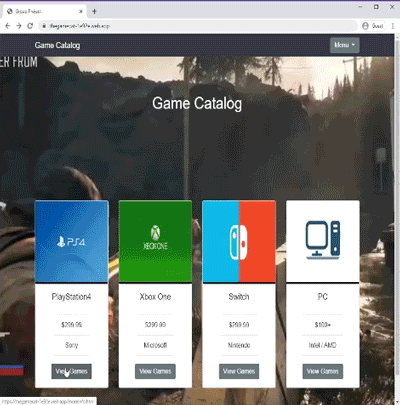 Group Project
Guest
Game Catalog
Menu
ER FROM
Game Catalog
PS4
XBOX ONE
PlayStation4
Xbox One
Switch
PC
$299.99
$299.99
$299.99
Sony
Microsoft
Nintendo
Intel / AMD
View Games
View Games
View Games
View Games